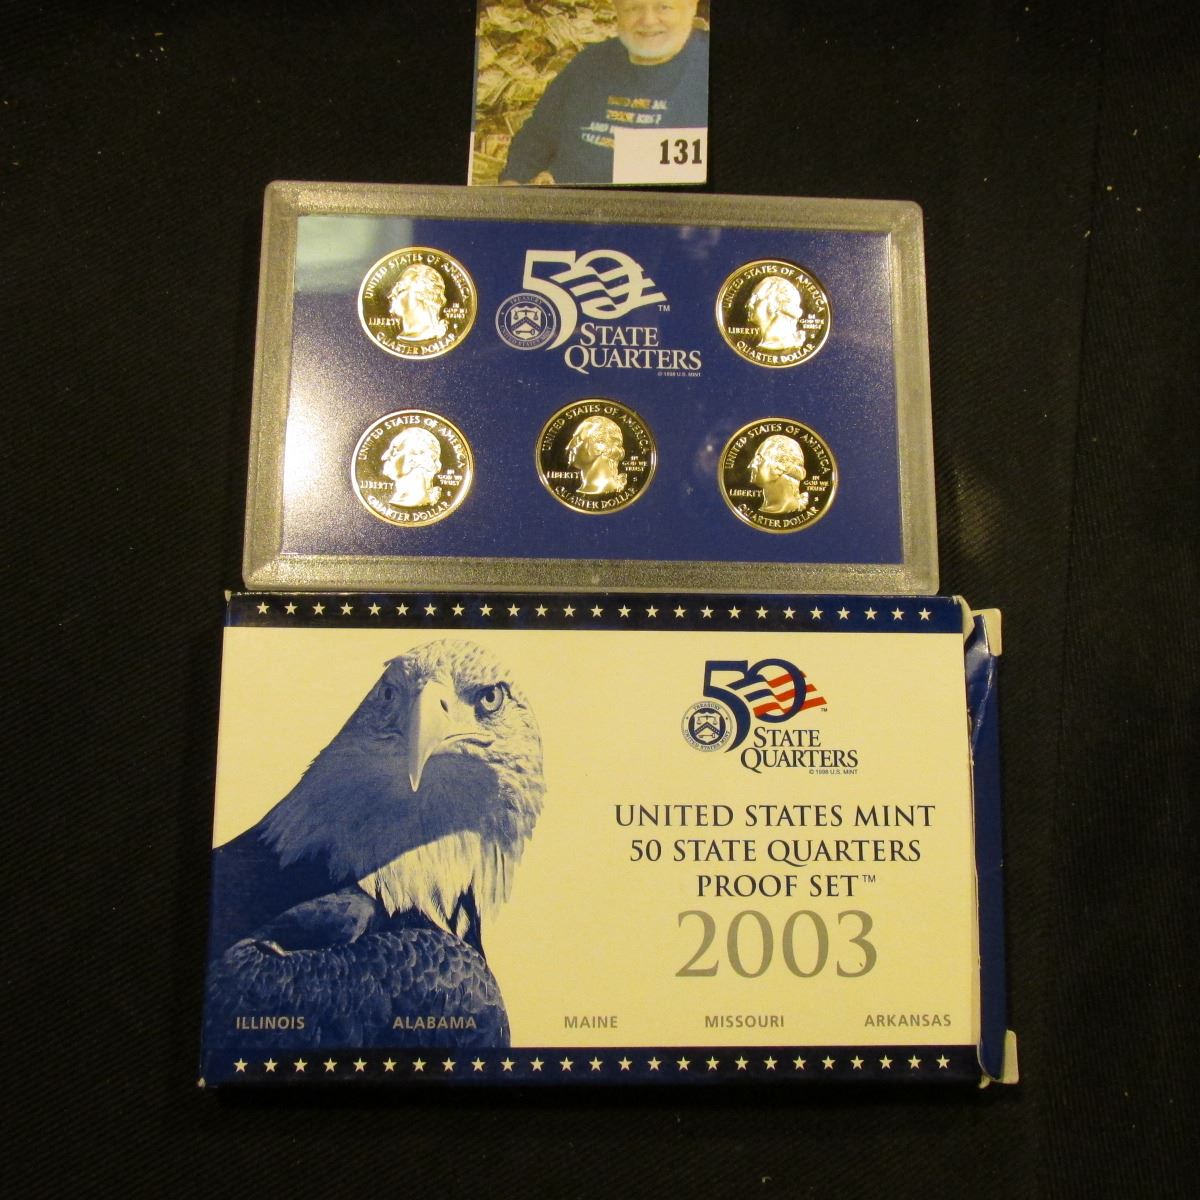 131
50
TM
STATE
QUARTERS
© 1998 U.S. MINT
UNITED STATES OF AMERICA
LIBERTY
IN
GOD WE
TRUST
S
QUARTER DOLLAR
UNITED STATES OF AMERICA
LIBERTY
IN
GOD WE
TRUST
S
QUARTER DOLLAR
UNITED STATES OF AMERICA
LIBERTY
IN
GOD WE
TRUST
S
QUARTER DOLLAR
UNITED STATES OF AMERICA
LIBERTY
IN
GOD WE
TRUST
S
QUARTER DOLLAR
UNITED STATES OF AMERICA
LIBERTY
IN
GOD WE
TRUST
S
QUARTER DOLLAR
50
TM
STATE
QUARTERS
© 1998 U.S. MINT
UNITED STATES MINT
50 STATE QUARTERS
PROOF SET™
2003
ILLINOIS ALABAMA MAINE MISSOURI ARKANSAS